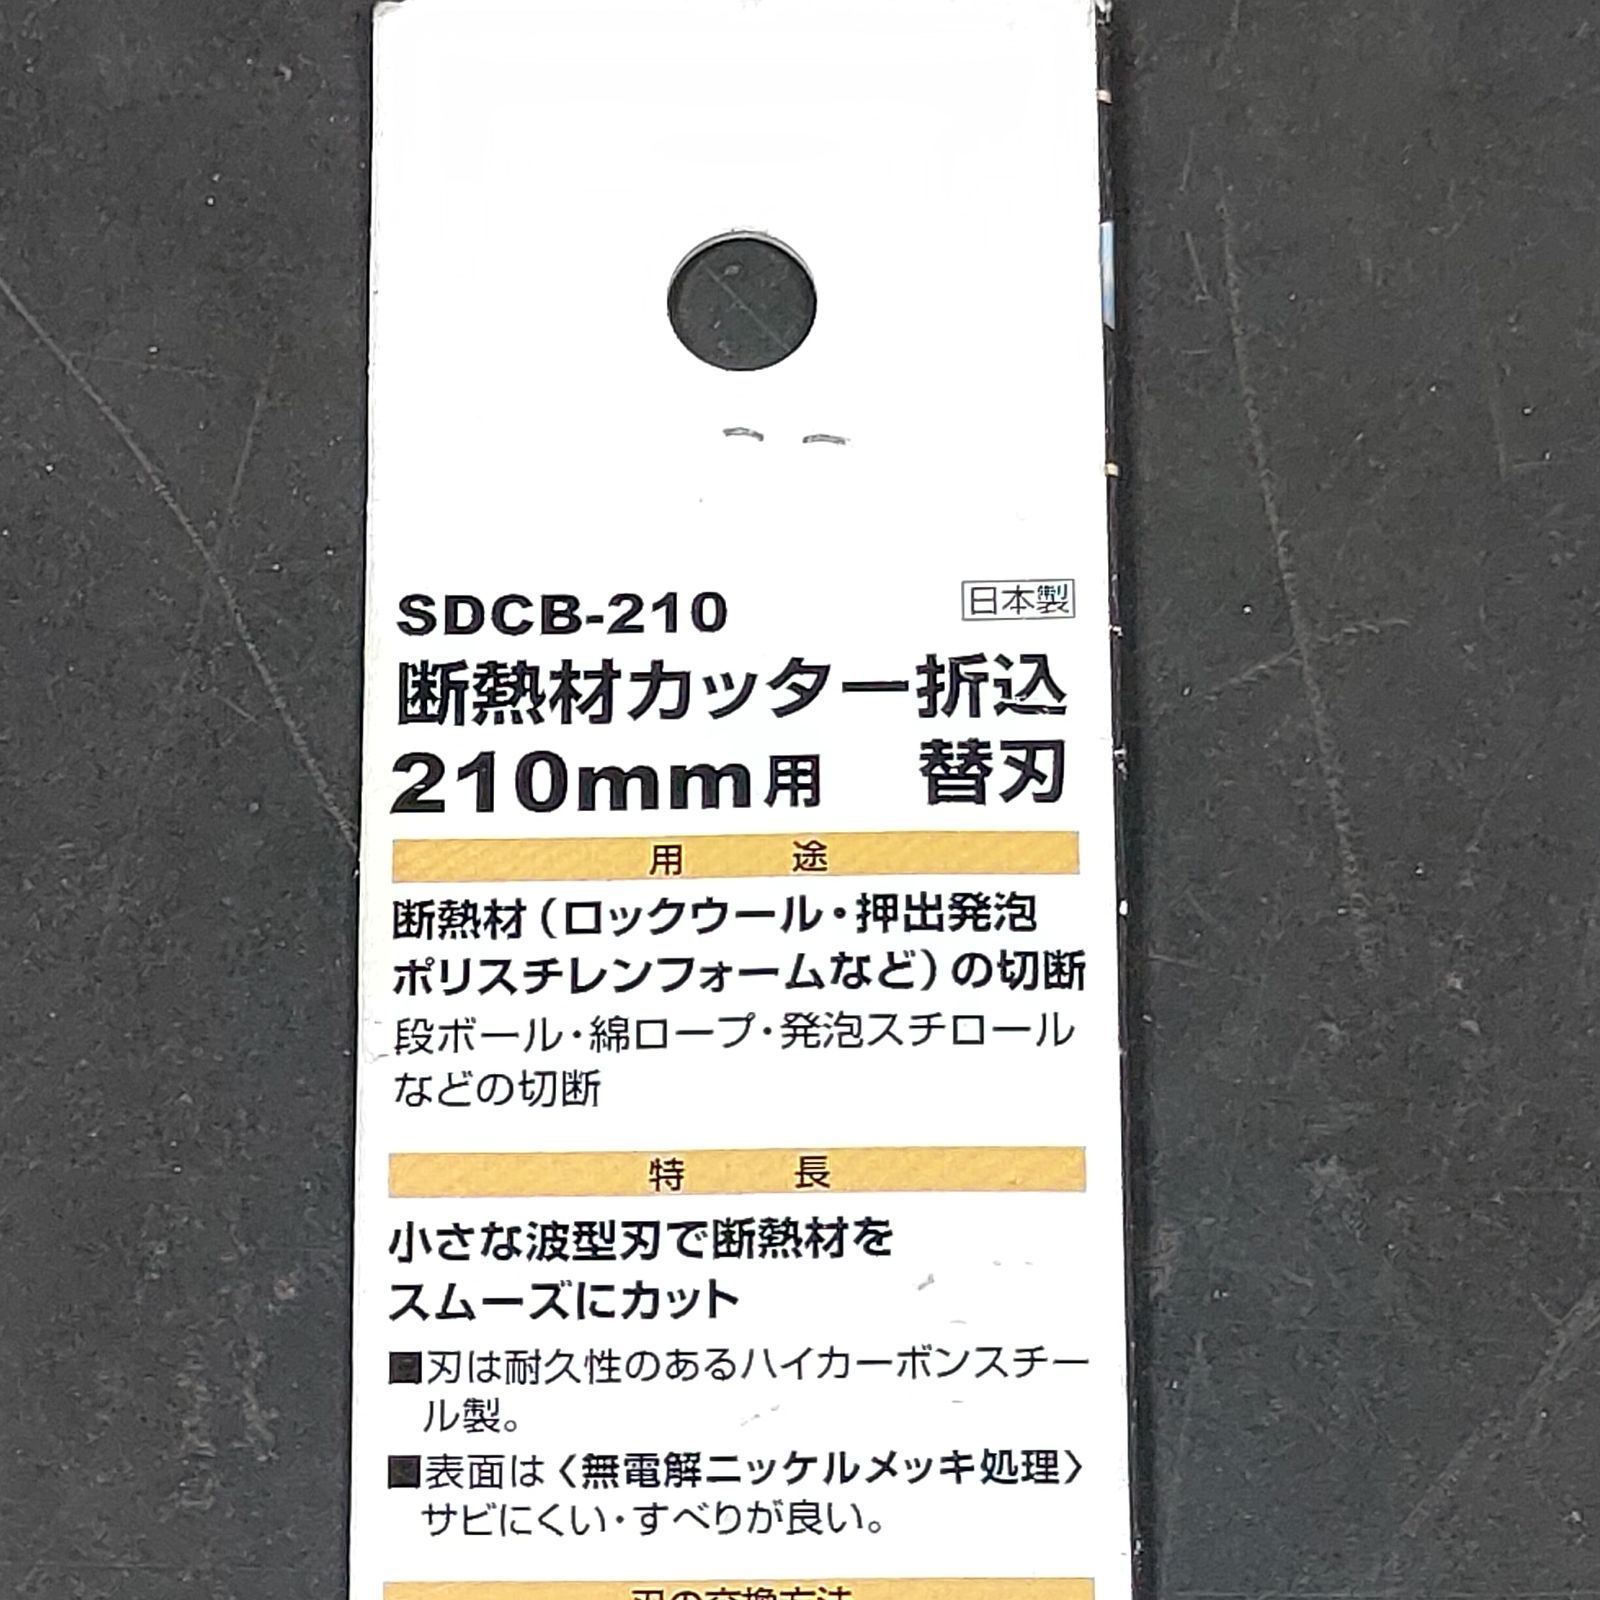 SDCB-210 日本製
断熱材カッター折込
210mm用 替刃
用途
断熱材(ロックウール・押出発泡
ポリスチレンフォームなど)の切断
段ボール・綿ロープ・発泡スチロール
などの切断
特長
小さな波型刃で断熱材を
スムーズにカット
■刃は耐久性のあるハイカーボンスチー
ル製。
■表面は〈無電解ニッケルメッキ処理〉
サビにくい・すべりが良い。
刃の交換方法